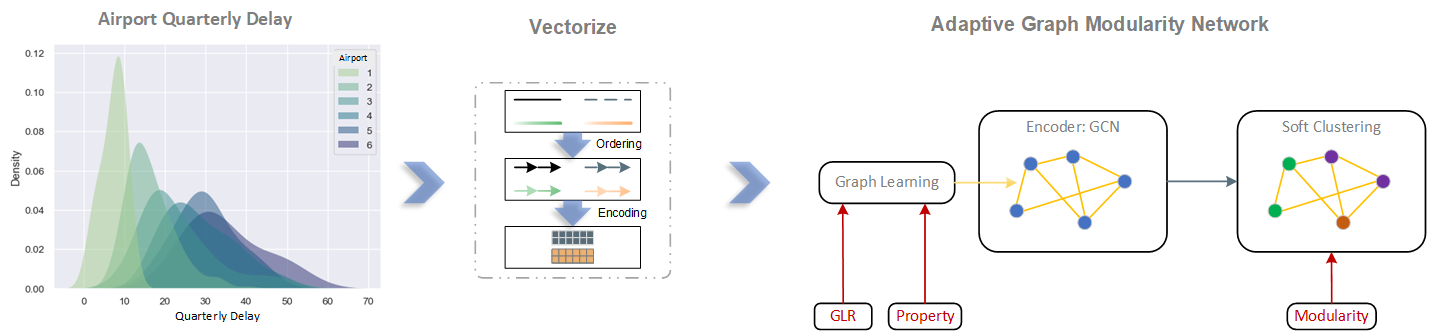 Airport Quarterly Delay
Vectorize
Adaptive Graph Modularity Network
0.12
0.10
0.08
0.06
0.04
0.02
0.00
Density
0 10 20 30 40 50 60 70
Quarterly Delay
Airport
1
2
3
4
5
6
Ordering
Encoding
Graph Learning
GLR
Property
Encoder: GCN
Soft Clustering
Modularity